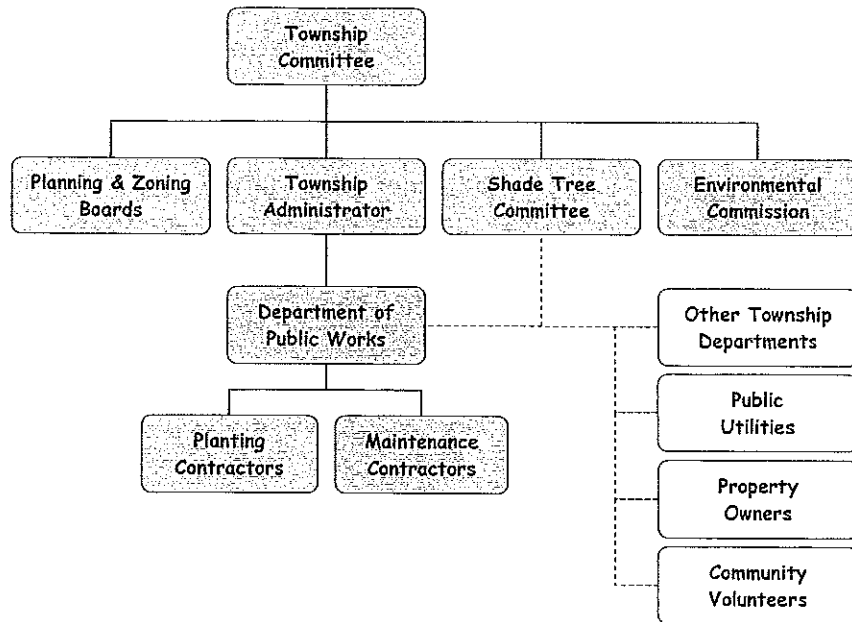 Township
Committee
Planning & Zoning
Boards
Township
Administrator
Shade Tree
Committee
Environmental
Commission
Department of
Public Works
Other Township
Departments
Planting
Contractors
Maintenance
Contractors
Public
Utilities
Property
Owners
Community
Volunteers